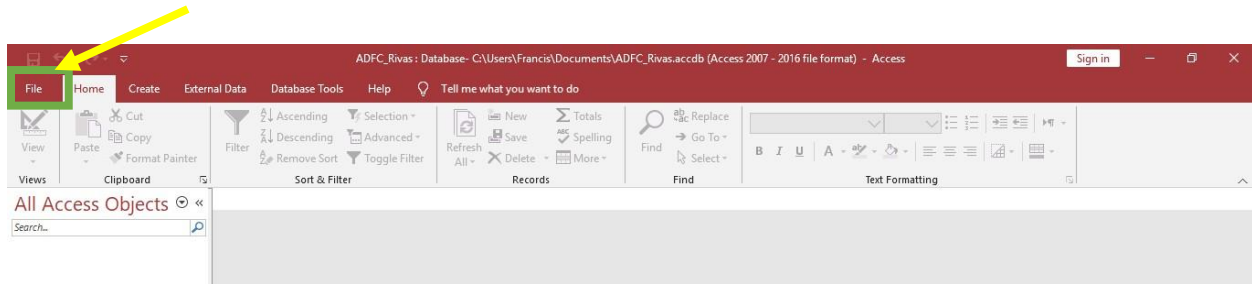 ADFC_Rivas : Database- C:\Users\Francis\Documents\ADFC_Rivas.accdb (Access 2007 - 2016 file format) - Access
Sign in
File Home Create External Data Database Tools Help Tell me what you want to do
View
Views
Paste
Cut
Copy
Format Painter
Clipboard
Filter
Ascending
Descending
Remove Sort
Selection
Advanced
Toggle Filter
Sort & Filter
Refresh
All
New
Save
Delete
Totals
Spelling
More
Records
Find
Replace
Go To
Select
Find
B I U A
Text Formatting
All Access Objects
Search...